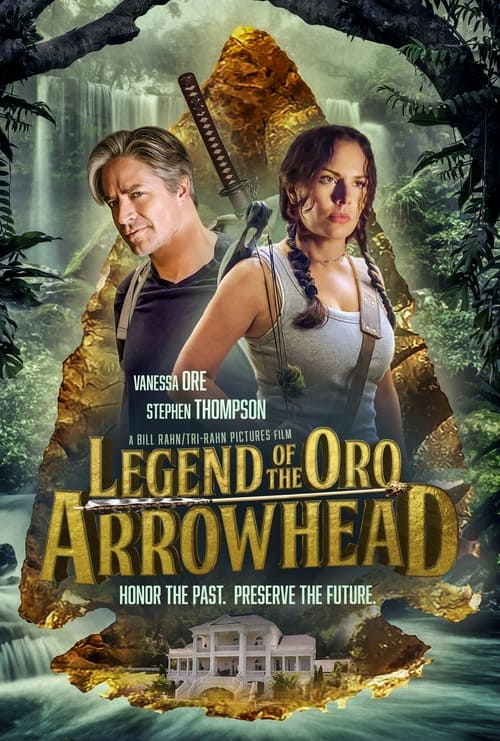 VANESSA ORE
STEPHEN THOMPSON
A BILL RAHN/TRI-RAHN PICTURES FILM
LEGEND OF THE ORO
ARROWHEAD
HONOR THE PAST. PRESERVE THE FUTURE.